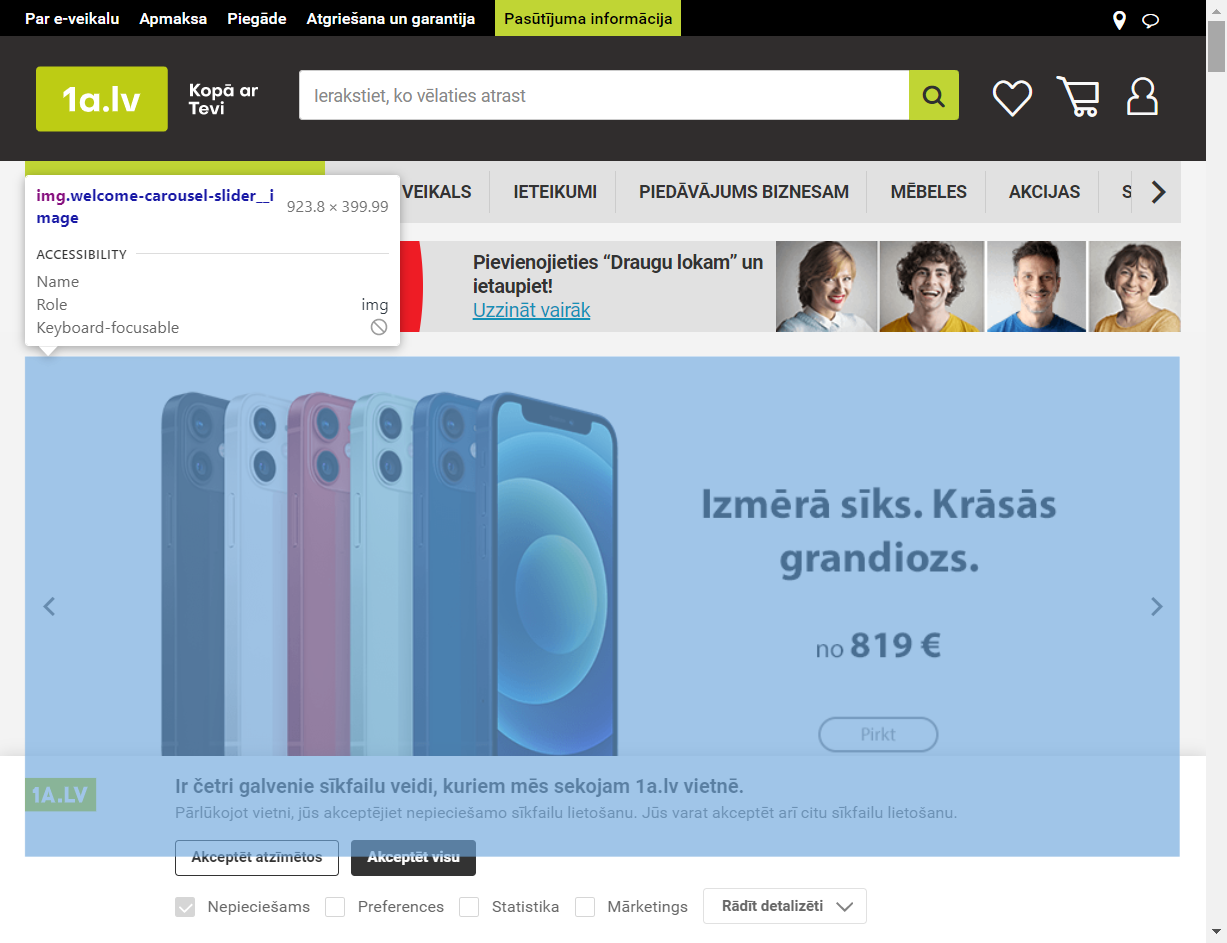 Par e-veikalu Apmaksa Piegāde Atgriešana un garantija Pasūtījuma informācija
1a.lv
Kopā ar
Tevi
Ierakstiet, ko vēlaties atrast
VEIKALS IETEIKUMI PIEDĀVĀJUMS BIZNESAM MĒBELES AKCIJAS S
img.welcome-carousel-slider__i
mage
923.8 × 399.99
ACCESSIBILITY
Name
Role img
Keyboard-focusable
Pievienojieties “Draugu lokam” un
ietaupiet!
Uzzināt vairāk
Izmērā sīks. Krāsās
grandiozs.
no 819 €
Pirkt
1A.LV
Ir četri galvenie sīkfailu veidi, kuriem mēs sekojam 1a.lv vietnē.
Pārlūkojot vietni, jūs akceptējiet nepieciešamo sīkfailu lietošanu. Jūs varat akceptēt arī citu sīkfailu lietošanu.
Akceptēt atzīmētos Akceptēt visu
Nepieciešams Preferences Statistika Mārketings Rādīt detalizēti